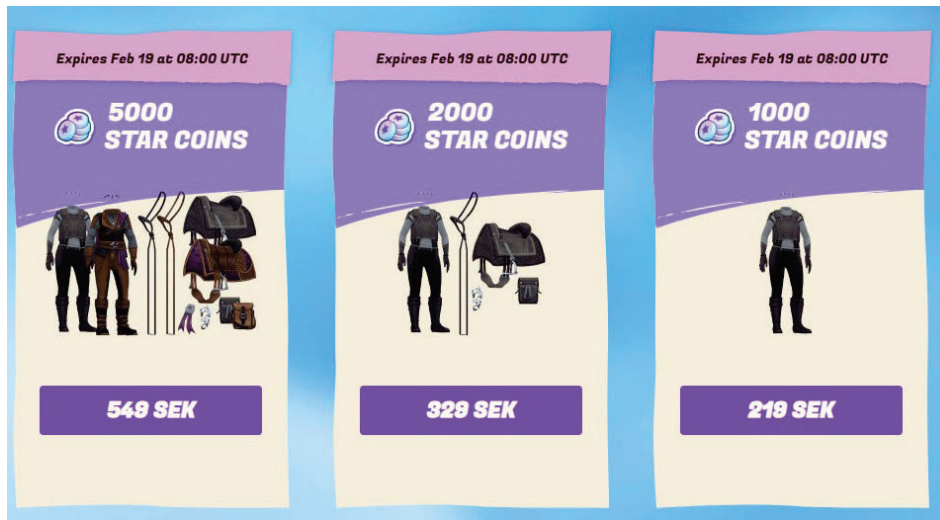 Expires Feb 19 at 08:00 UTC
5000
STAR COINS
549 SEK
Expires Feb 19 at 08:00 UTC
2000
STAR COINS
329 SEK
Expires Feb 19 at 08:00 UTC
1000
STAR COINS
219 SEK